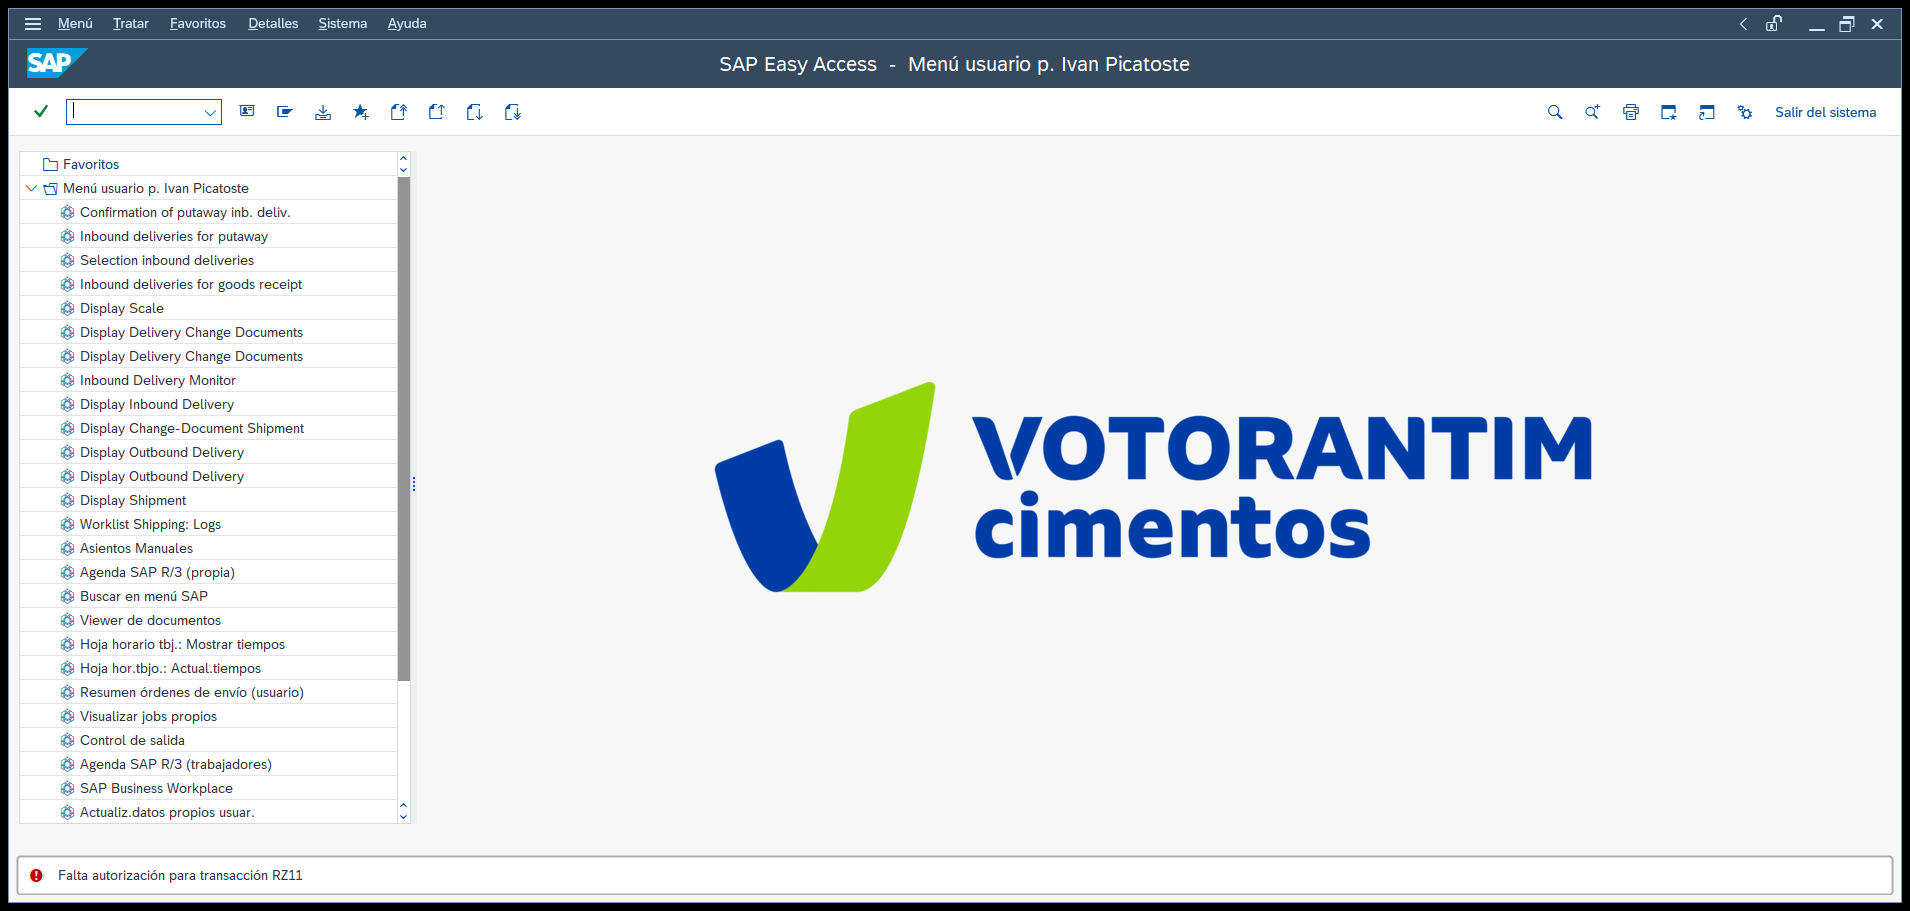 Menú Tratar Favoritos Detalles Sistema Ayuda
SAP
SAP Easy Access - Menú usuario p. Ivan Picatoste
Salir del sistema
Favoritos
Menú usuario p. Ivan Picatoste
Confirmation of putaway inb. deliv.
Inbound deliveries for putaway
Selection inbound deliveries
Inbound deliveries for goods receipt
Display Scale
Display Delivery Change Documents
Display Delivery Change Documents
Inbound Delivery Monitor
Display Inbound Delivery
Display Change-Document Shipment
Display Outbound Delivery
Display Outbound Delivery
Display Shipment
Worklist Shipping: Logs
Asientos Manuales
Agenda SAP R/3 (propia)
Buscar en menú SAP
Viewer de documentos
Hoja horario tbj.: Mostrar tiempos
Hoja hor.tbjo.: Actual.tiempos
Resumen órdenes de envío (usuario)
Visualizar jobs propios
Control de salida
Agenda SAP R/3 (trabajadores)
SAP Business Workplace
Actualiz.datos propios usuar.
VOTORANTIM
cimentos
Falta autorización para transacción RZ11